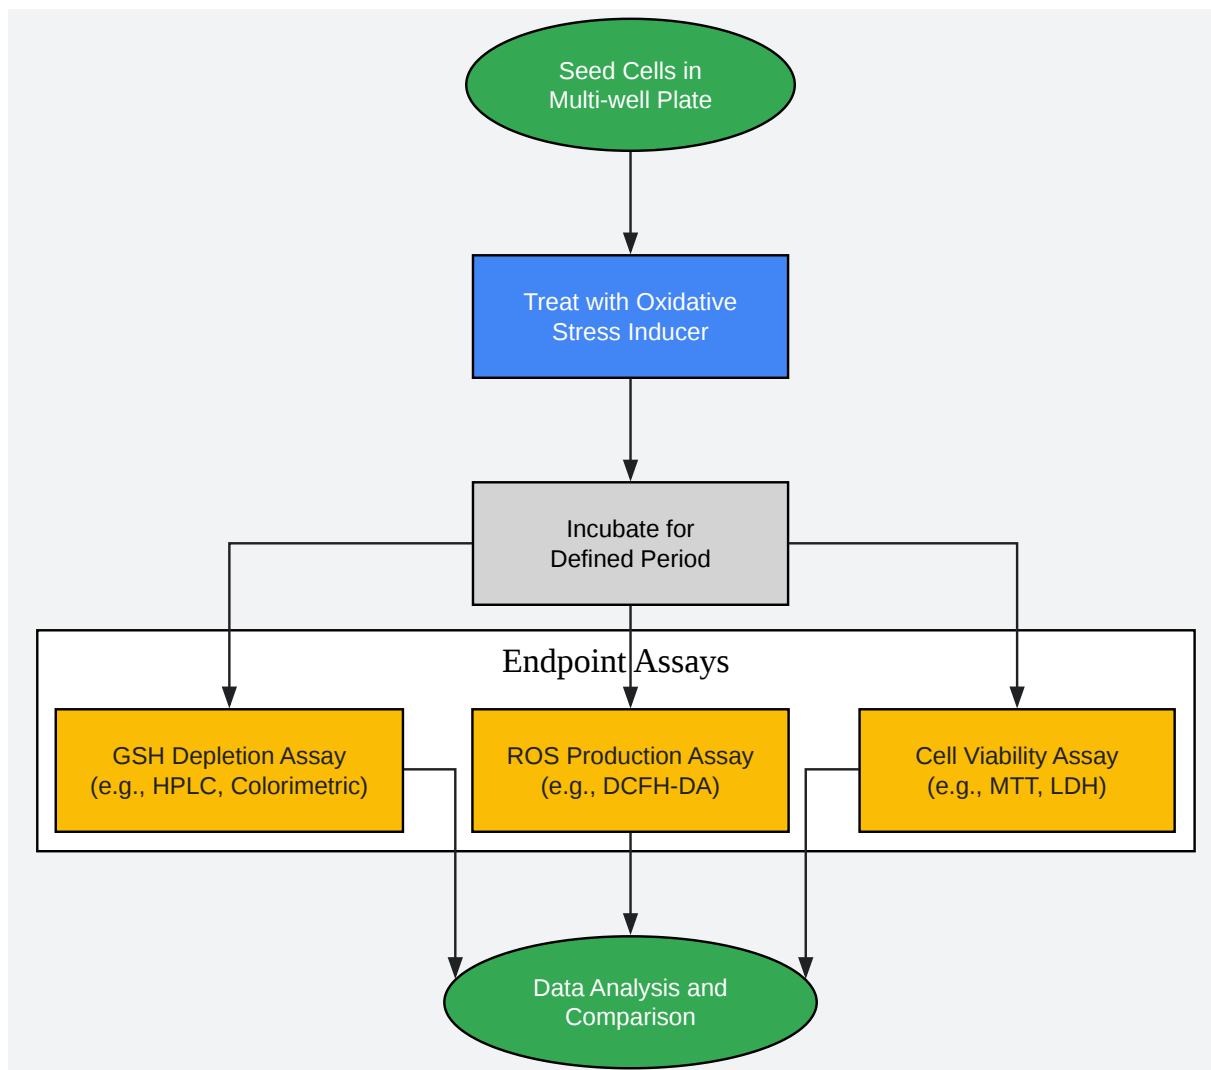 Seed Cells in
Multi-well Plate
Treat with Oxidative
Stress Inducer
Incubate for
Defined Period
Endpoint Assays
GSH Depletion Assay
(e.g., HPLC, Colorimetric)
ROS Production Assay
(e.g., DCFH-DA)
Cell Viability Assay
(e.g., MTT, LDH)
Data Analysis and
Comparison